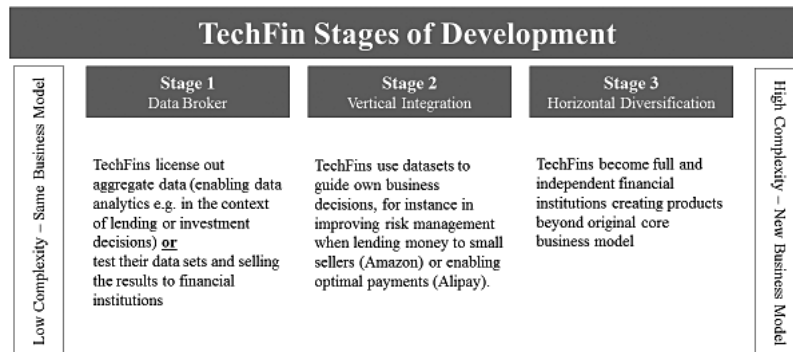 TechFin Stages of Development
Low Complexity – Same Business Model
Stage 1
Data Broker
TechFins license out
aggregate data (enabling data
analytics e.g. in the context
of lending or investment
decisions) or
test their data sets and selling
the results to financial
institutions
Stage 2
Vertical Integration
TechFins use datasets to
guide own business
decisions, for instance in
improving risk management
when lending money to small
sellers (Amazon) or enabling
optimal payments (Alipay).
Stage 3
Horizontal Diversification
TechFins become full and
independent financial
institutions creating products
beyond original core
business model
High Complexity – New Business Model